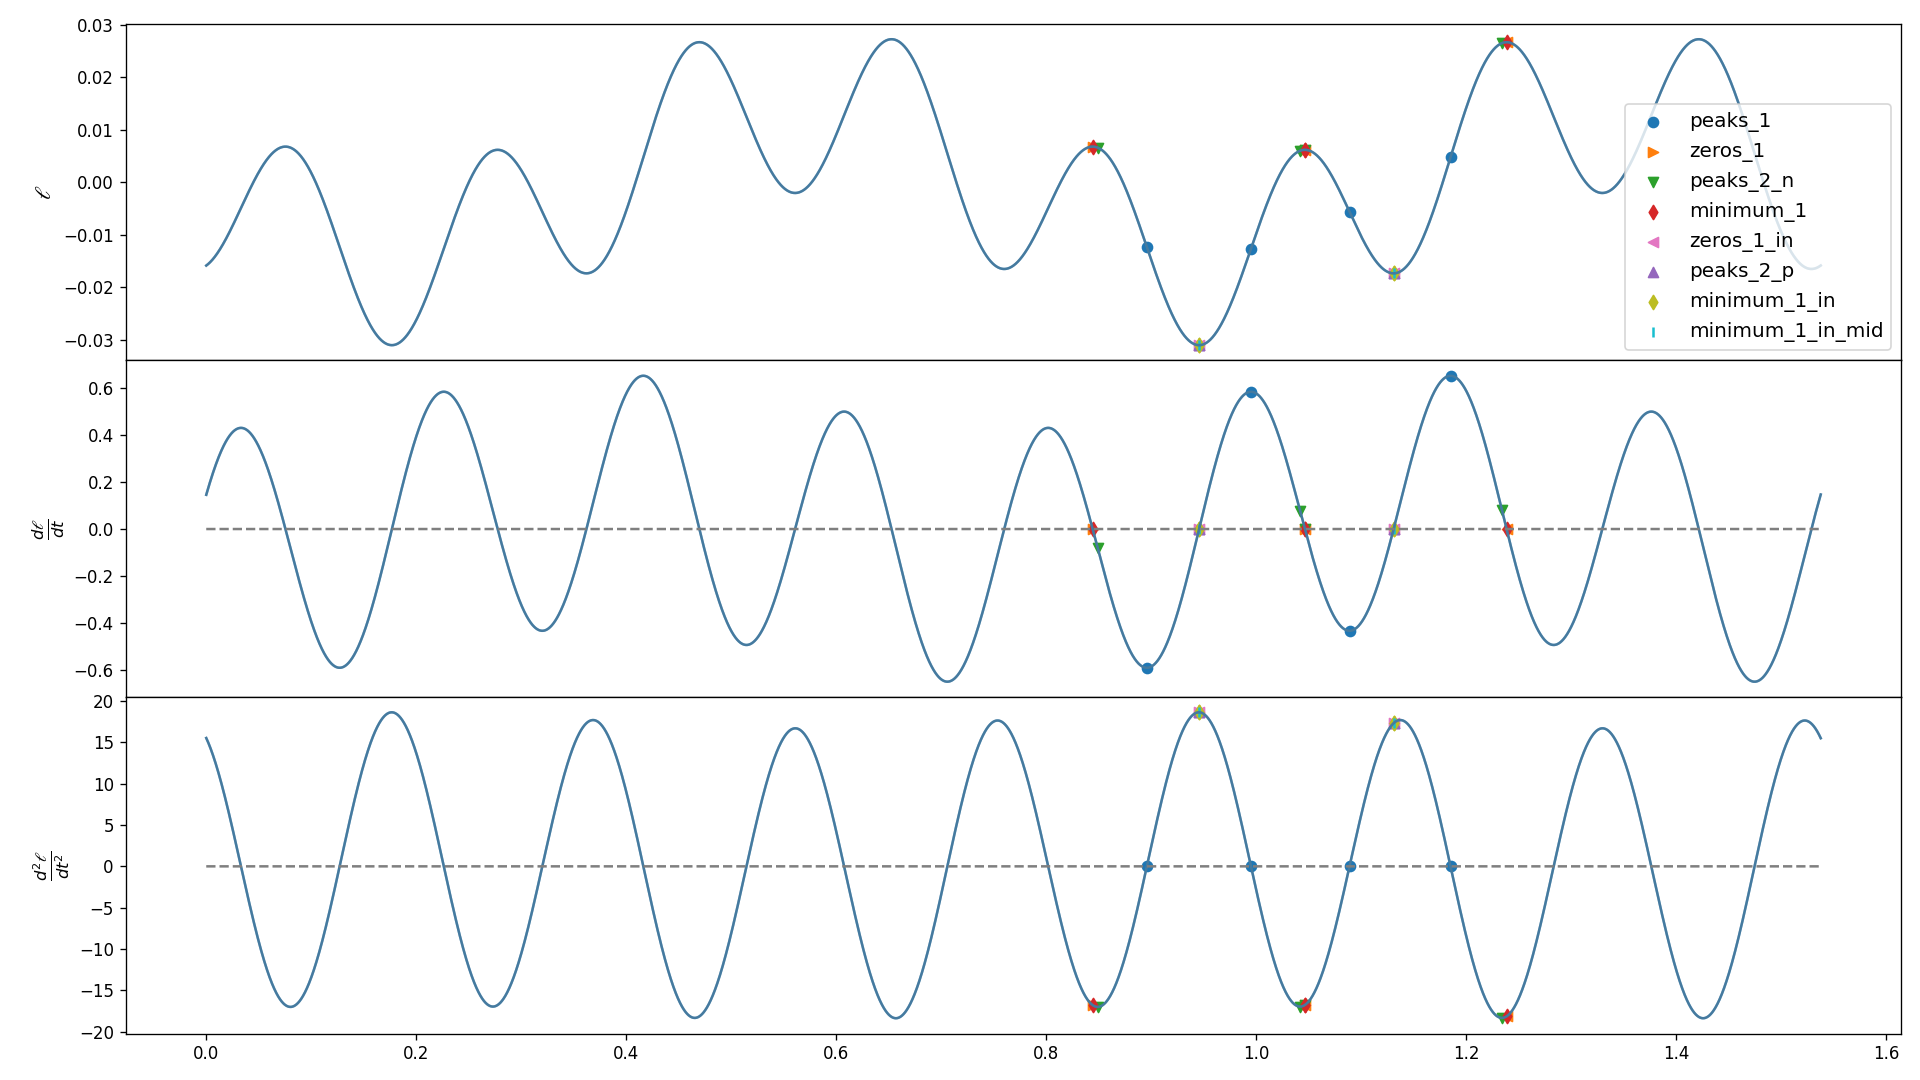 0.03
0.02
0.01
0.00
−0.01
−0.02
−0.03
ℓ
peaks_1
zeros_1
peaks_2_n
minimum_1
zeros_1_in
peaks_2_p
minimum_1_in
minimum_1_in_mid
0.6
0.4
0.2
0.0
−0.2
−0.4
−0.6
dℓ
dt
20
15
10
5
0
−5
−10
−15
−20
d²ℓ
dt²
0.0 0.2 0.4 0.6 0.8 1.0 1.2 1.4 1.6